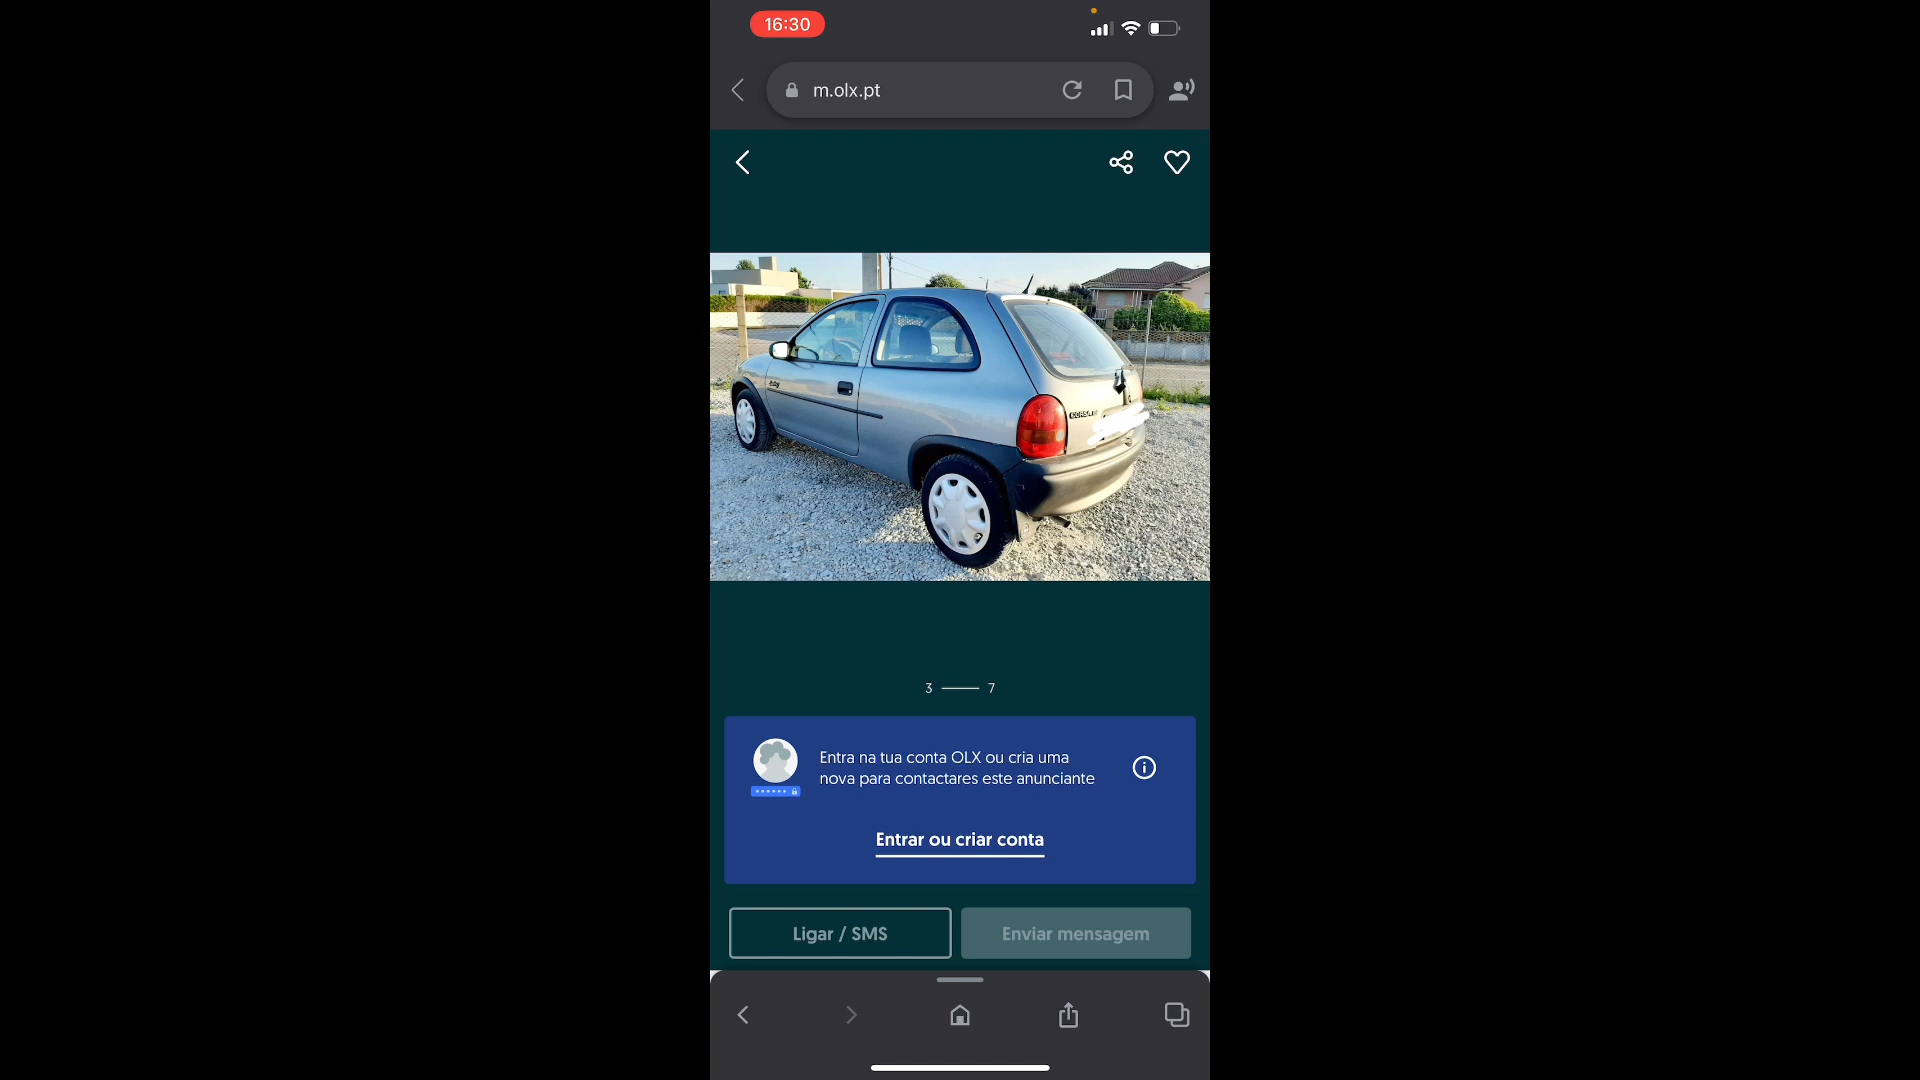 16:30
m.olx.pt
CORSA
3 7
Entra na tua conta OLX ou cria uma
nova para contactares este anunciante
Entrar ou criar conta
Ligar / SMS
Enviar mensagem